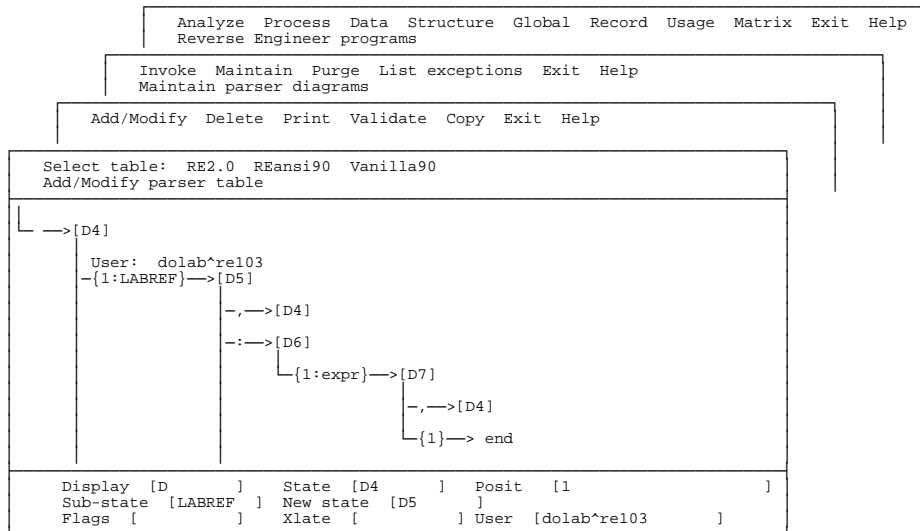 Analyze Process Data Structure Global Record Usage Matrix Exit Help
Reverse Engineer programs
Invoke Maintain Purge List exceptions Exit Help
Maintain parser diagrams
Add/Modify Delete Print Validate Copy Exit Help
Select table: RE2.0 REansi90 Vanilla90
Add/Modify parser table
>[D4]
User: dolab^re103
{1:LABREF}—>[D5]
,—>[D4]
:—>[D6]
{1:expr}—>[D7]
,—>[D4]
{1}—> end
Display [D ] State [D4 ] Posit [1 ]
Sub-state [LABREF ] New state [D5 ]
Flags [ ] Xlate [ ] User [dolab^re103 ]